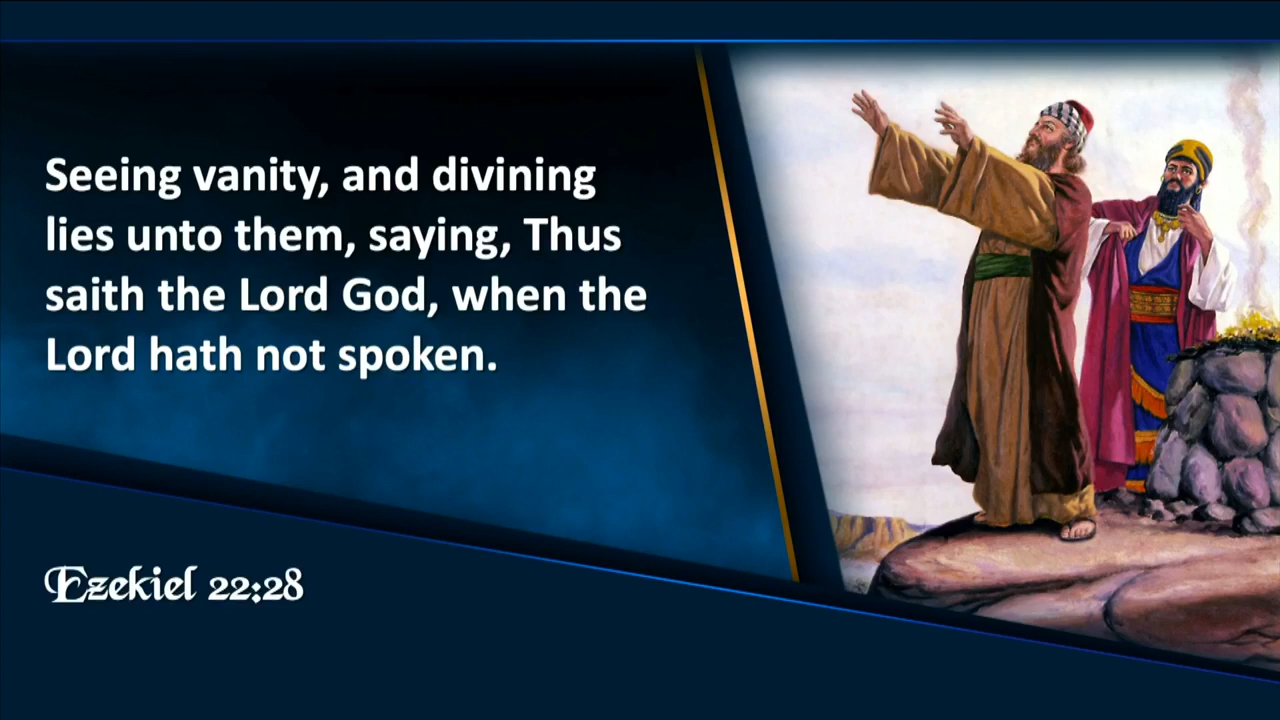 Seeing vanity, and divining
lies unto them, saying, Thus
saith the Lord God, when the
Lord hath not spoken.
Ezekiel 22:28